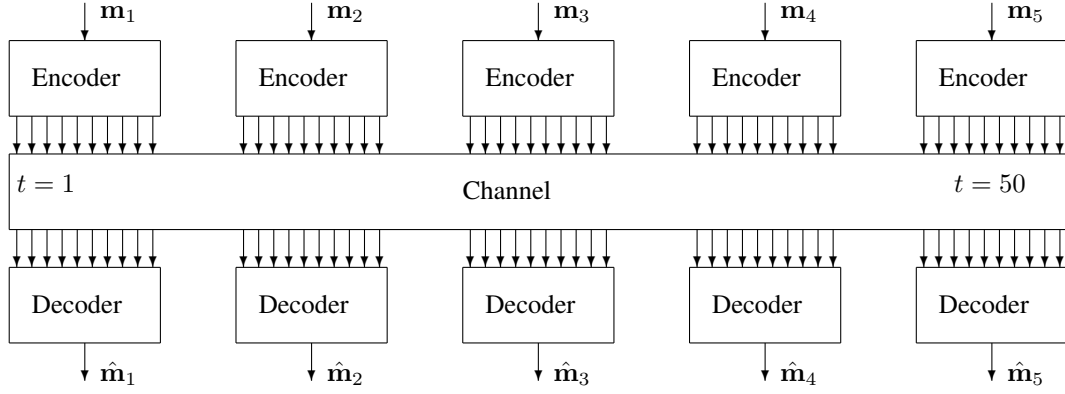 m₁ m₂ m₃ m₄ m₅
Encoder Encoder Encoder Encoder Encoder
t = 1 Channel t = 50
Decoder Decoder Decoder Decoder Decoder
m̂₁ m̂₂ m̂₃ m̂₄ m̂₅